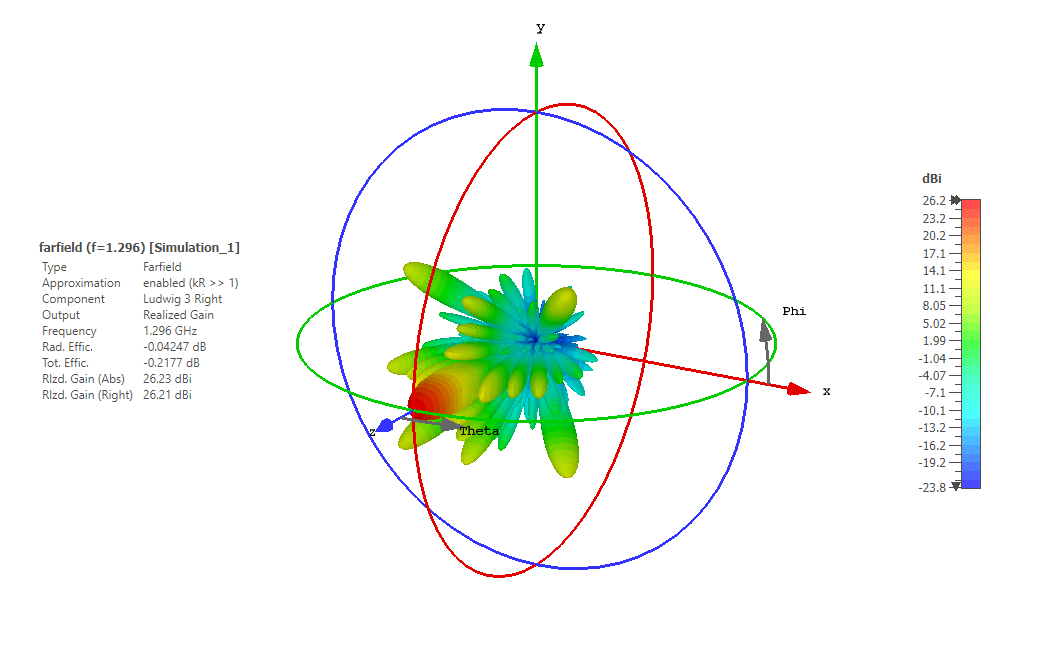 y
dBi
26.2
23.2
20.2
17.1
14.1
11.1
8.05
5.02
1.99
-1.04
-4.07
-7.1
-10.1
-13.2
-16.2
-19.2
-23.8
farfield (f=1.296) [Simulation_1]
Type Farfield
Approximation enabled (kR >> 1)
Component Ludwig 3 Right
Output Realized Gain
Frequency 1.296 GHz
Rad. Effic. -0.04247 dB
Tot. Effic. -0.2177 dB
Rlzd. Gain (Abs) 26.23 dBi
Rlzd. Gain (Right) 26.21 dBi
Phi
x
z
Theta